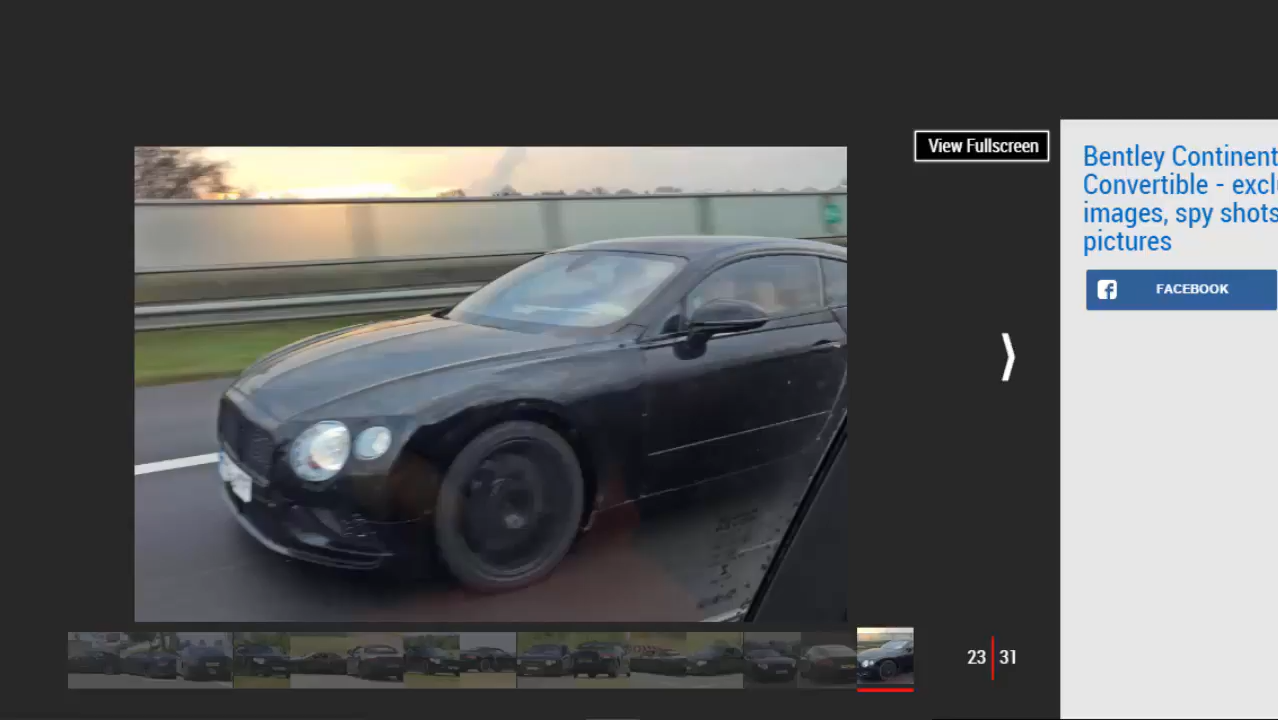 View Fullscreen
Bentley Continent
Convertible - excl
images, spy shots
pictures
FACEBOOK
23 31